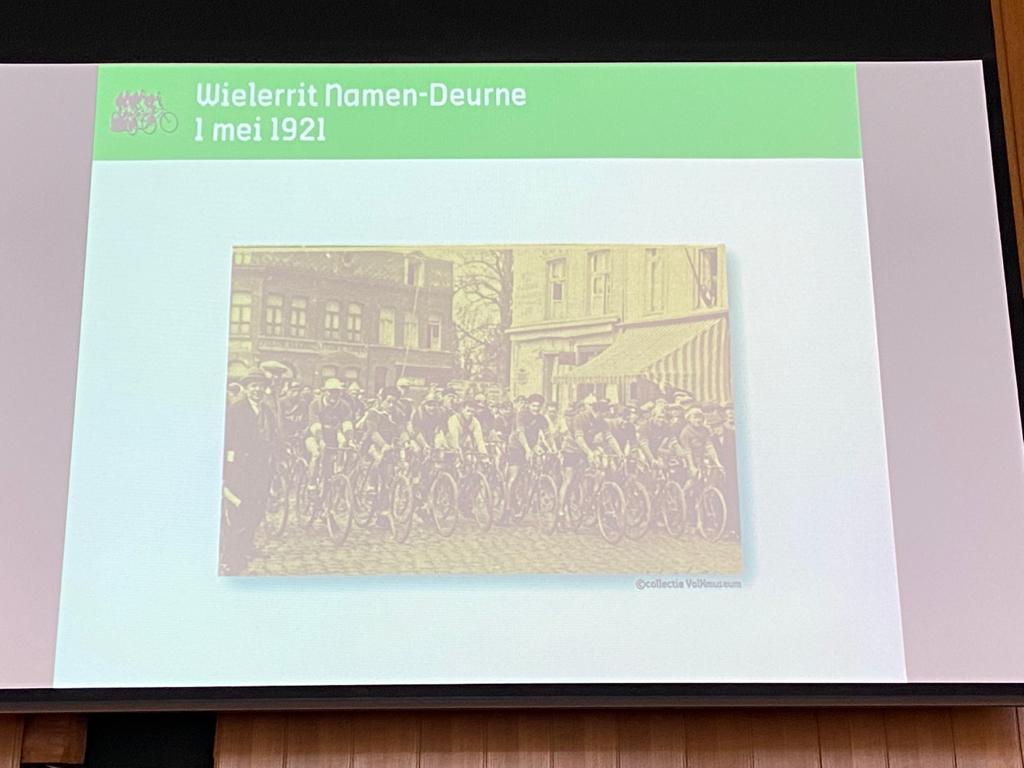 Wielerrit Namen-Deurne
1 mei 1921
©collectie Volkmuseum